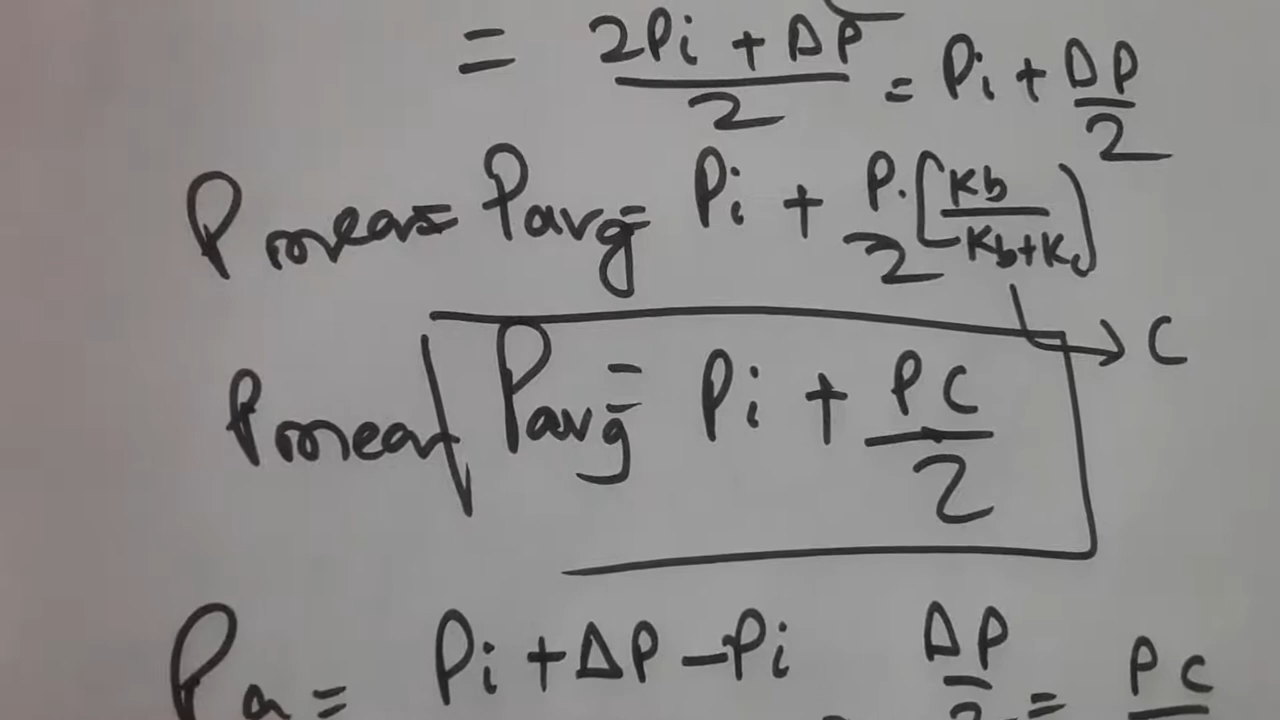 = 2Pi + ΔP / 2 = Pi + ΔP / 2
Pmean = Pavg = Pi + P / 2 [Kb / Kb+Kc]
→ C
Pmean Pavg = Pi + PC / 2
Pa = Pi + ΔP - Pi ΔP / 2 = PC